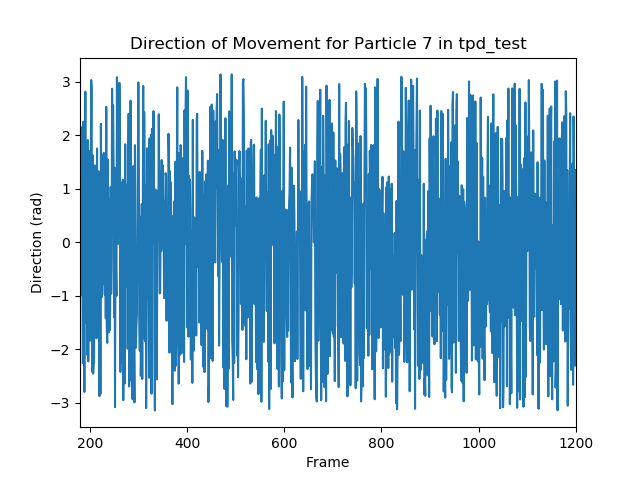 Direction of Movement for Particle 7 in tpd_test
3
2
1
0
−1
−2
−3
Direction (rad)
200 400 600 800 1000 1200
Frame